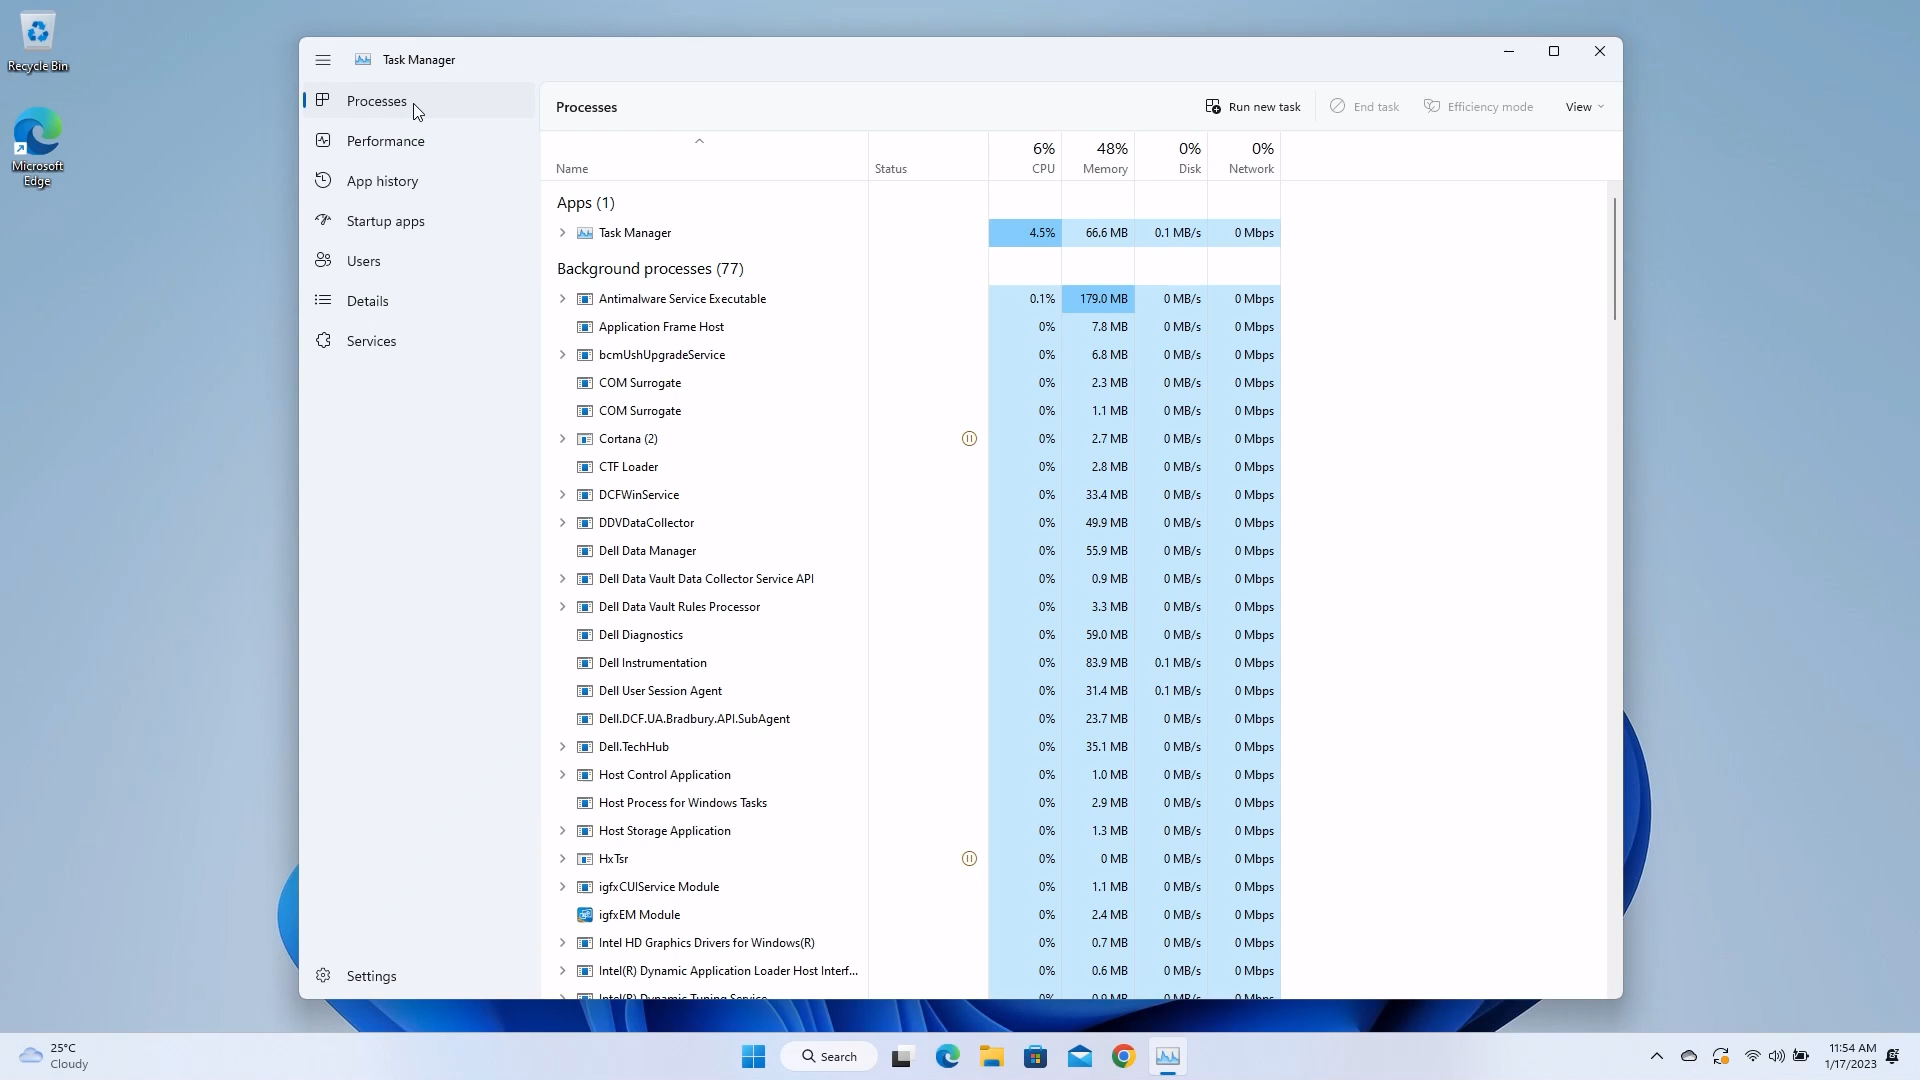 Recycle Bin
Microsoft
Edge
Task Manager
Processes
Performance
App history
Startup apps
Users
Details
Services
Settings
Processes
Run new task
End task
Efficiency mode
View
Name
Status
6%
CPU
48%
Memory
0%
Disk
0%
Network
Apps (1)
Task Manager 4.5% 66.6 MB 0.1 MB/s 0 Mbps
Background processes (77)
Antimalware Service Executable 0.1% 179.0 MB 0 MB/s 0 Mbps
Application Frame Host 0% 7.8 MB 0 MB/s 0 Mbps
bcmUshUpgradeService 0% 6.8 MB 0 MB/s 0 Mbps
COM Surrogate 0% 2.3 MB 0 MB/s 0 Mbps
COM Surrogate 0% 1.1 MB 0 MB/s 0 Mbps
Cortana (2) 0% 2.7 MB 0 MB/s 0 Mbps
CTF Loader 0% 2.8 MB 0 MB/s 0 Mbps
DCFWinService 0% 33.4 MB 0 MB/s 0 Mbps
DDVDataCollector 0% 49.9 MB 0 MB/s 0 Mbps
Dell Data Manager 0% 55.9 MB 0 MB/s 0 Mbps
Dell Data Vault Data Collector Service API 0% 0.9 MB 0 MB/s 0 Mbps
Dell Data Vault Rules Processor 0% 3.3 MB 0 MB/s 0 Mbps
Dell Diagnostics 0% 59.0 MB 0 MB/s 0 Mbps
Dell Instrumentation 0% 83.9 MB 0.1 MB/s 0 Mbps
Dell User Session Agent 0% 31.4 MB 0.1 MB/s 0 Mbps
Dell.DCF.UA.Bradbury.API.SubAgent 0% 23.7 MB 0 MB/s 0 Mbps
Dell.TechHub 0% 35.1 MB 0 MB/s 0 Mbps
Host Control Application 0% 1.0 MB 0 MB/s 0 Mbps
Host Process for Windows Tasks 0% 2.9 MB 0 MB/s 0 Mbps
Host Storage Application 0% 1.3 MB 0 MB/s 0 Mbps
HxTsr 0% 0 MB 0 MB/s 0 Mbps
igfxCUIService Module 0% 1.1 MB 0 MB/s 0 Mbps
igfxEM Module 0% 2.4 MB 0 MB/s 0 Mbps
Intel HD Graphics Drivers for Windows(R) 0% 0.7 MB 0 MB/s 0 Mbps
Intel(R) Dynamic Application Loader Host Interf... 0% 0.6 MB 0 MB/s 0 Mbps
Intel(R) Dynamic Tuning Service 0% 0.9 MB 0 MB/s 0 Mbps
25°C
Cloudy
Search
11:54 AM
1/17/2023